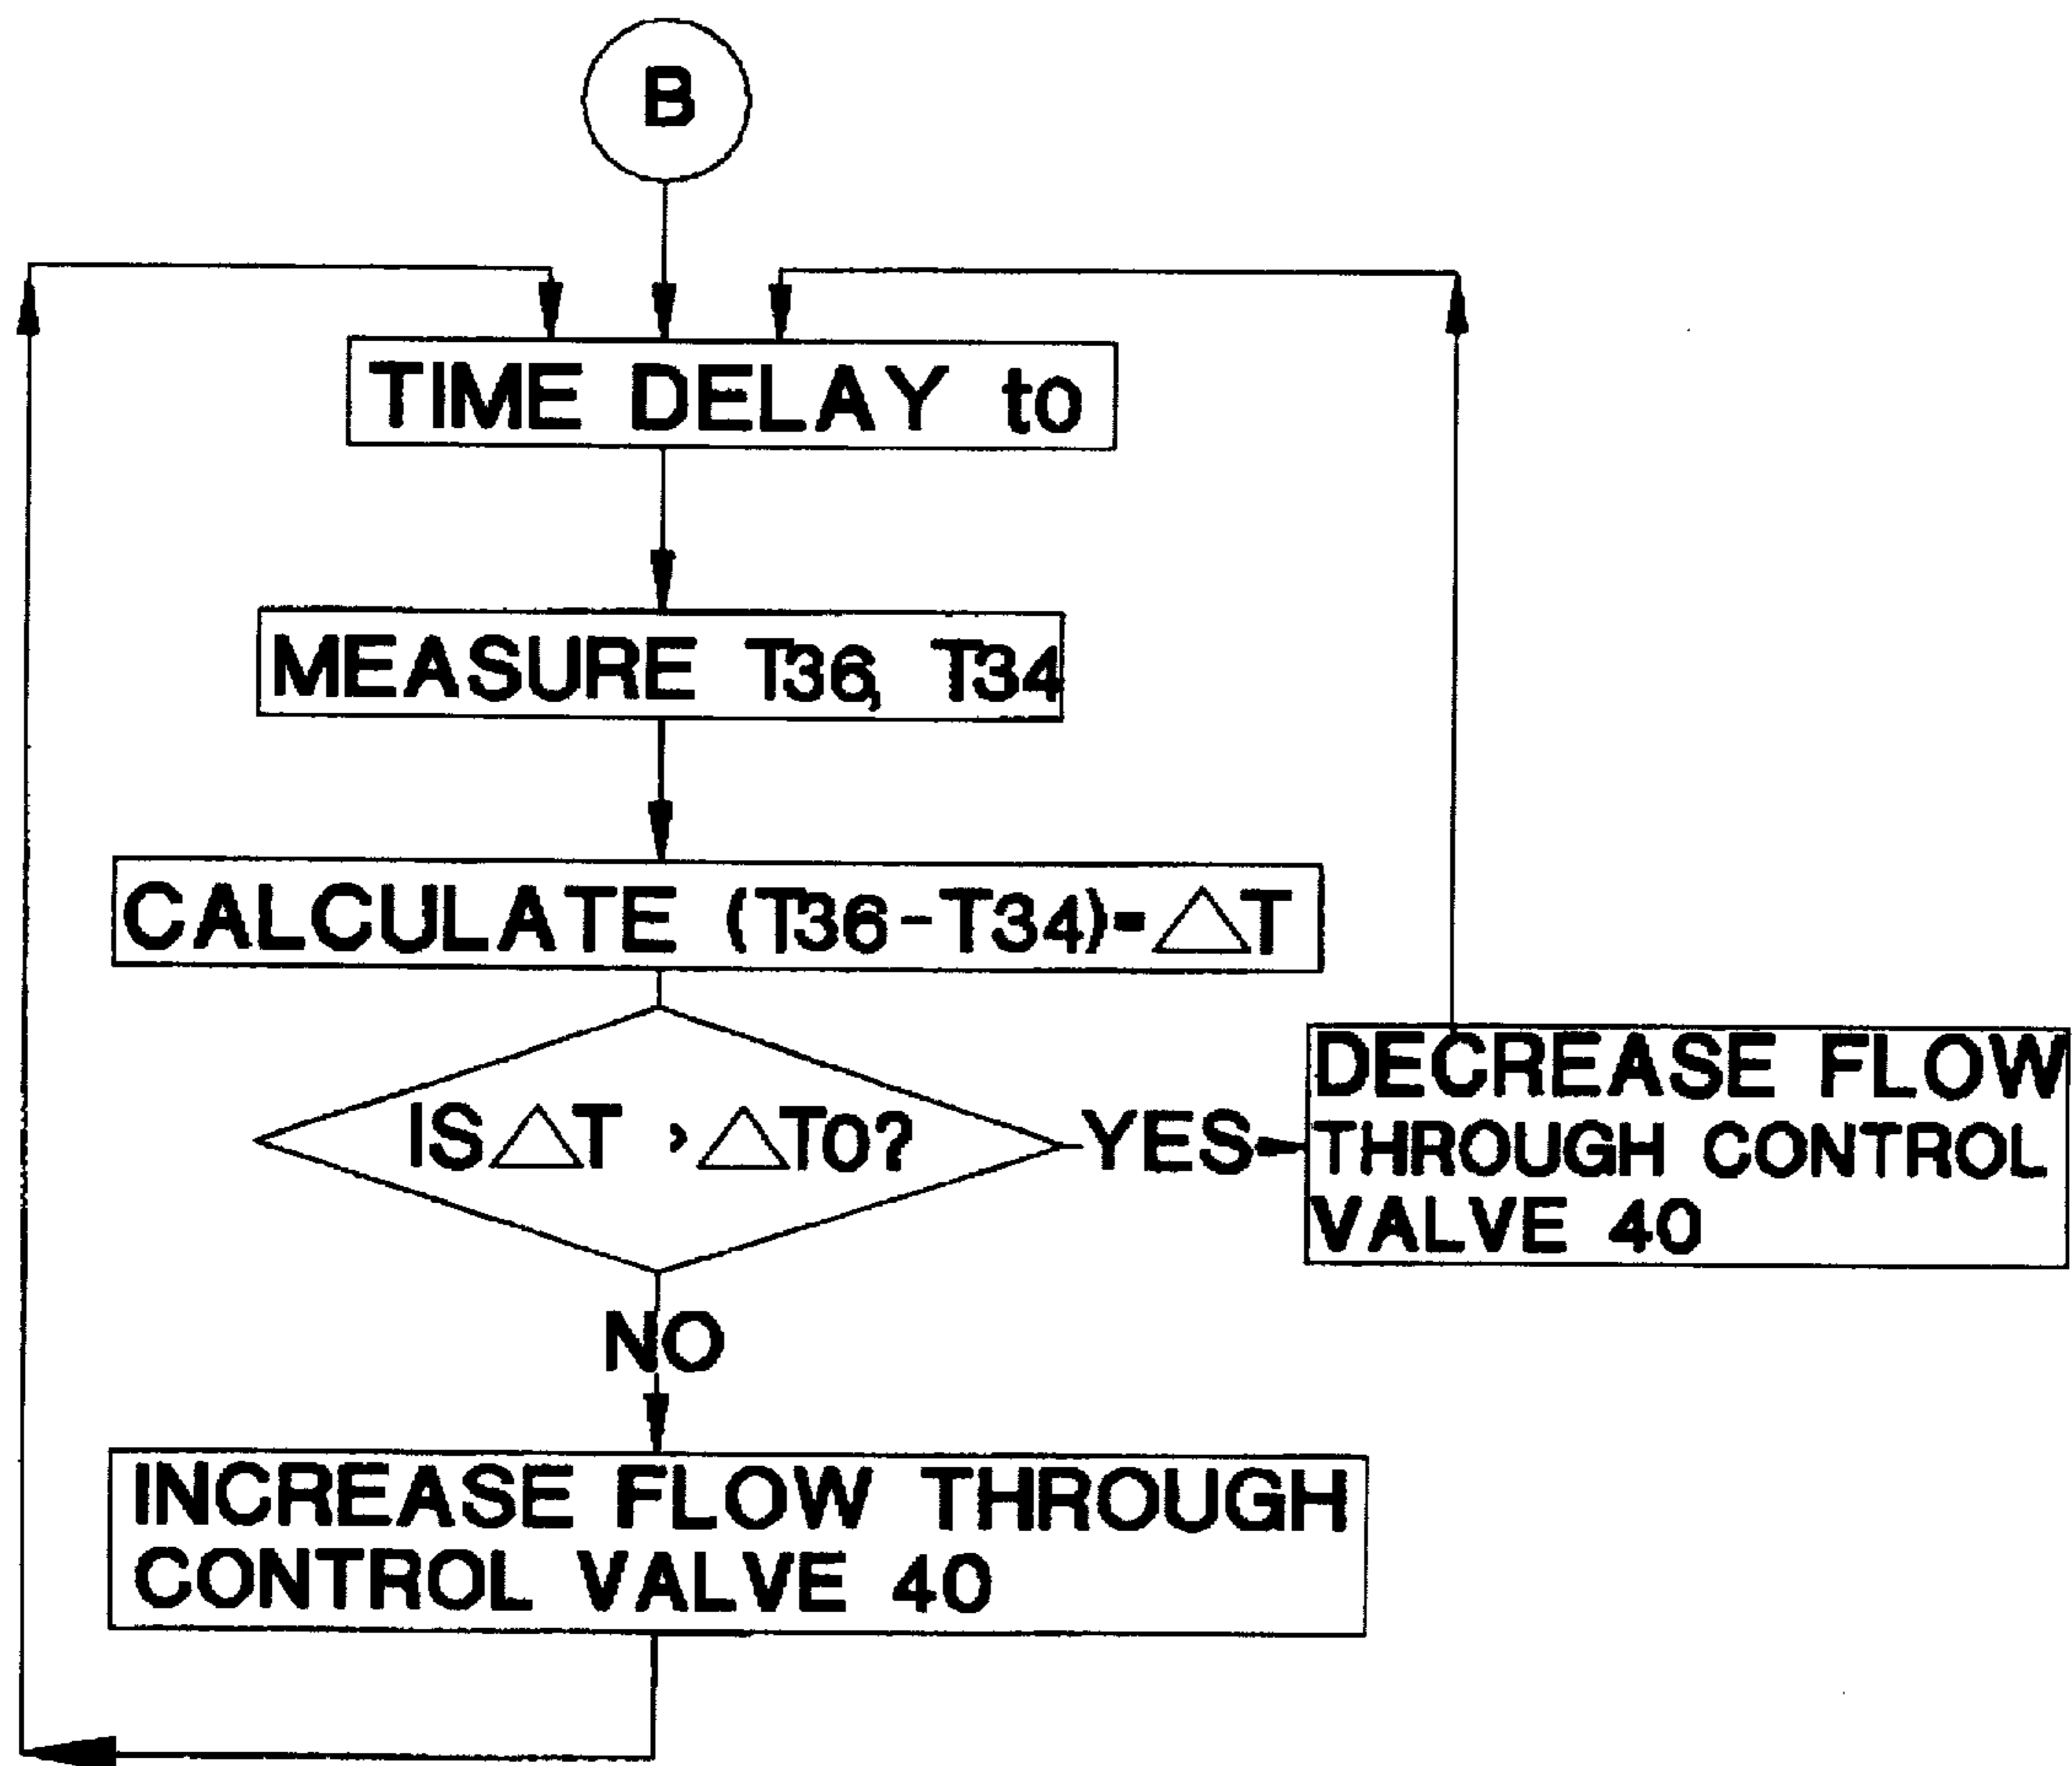 B
TIME DELAY to
MEASURE T36, T34
CALCULATE (T36-T34)=△T
IS△T >△TO?
YES
DECREASE FLOW
THROUGH CONTROL
VALVE 40
NO
INCREASE FLOW THROUGH
CONTROL VALVE 40